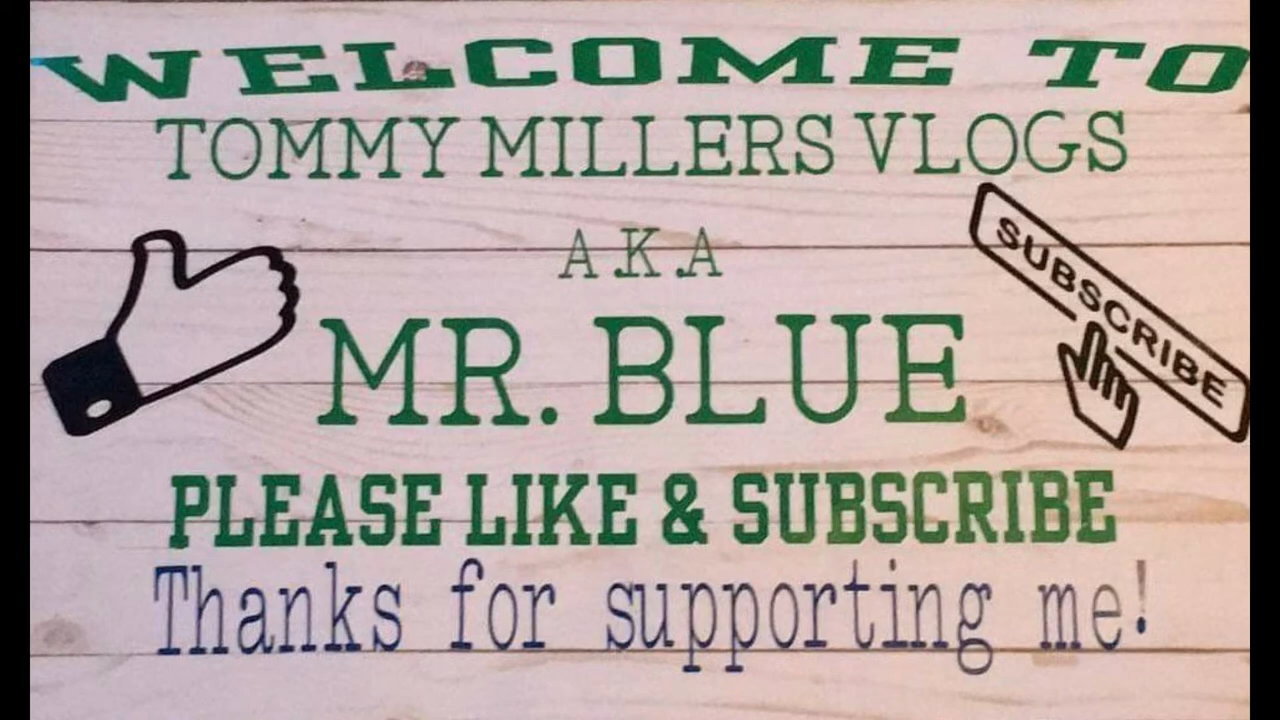 WELCOME TO
TOMMY MILLERS VLOGS
A.K.A
SUBSCRIBE
MR. BLUE
PLEASE LIKE & SUBSCRIBE
Thanks for supporting me!